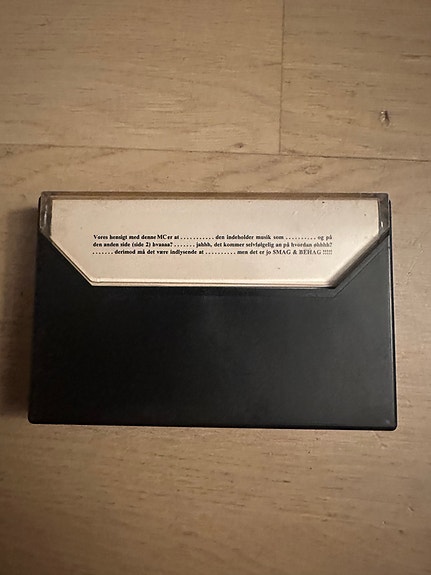 Vores hensigt med denne MC er at . . . . . . . . . . . den indeholder musik som . . . . . . . . . . og på
den anden side (side 2) hvaaaa? . . . . . . . jahhh, det kommer selvfølgelig an på hvordan øhhhh?
. . . . . . . derimod må det være indlysende at . . . . . . . . . . men det er jo SMAG & BEHAG !!!!!